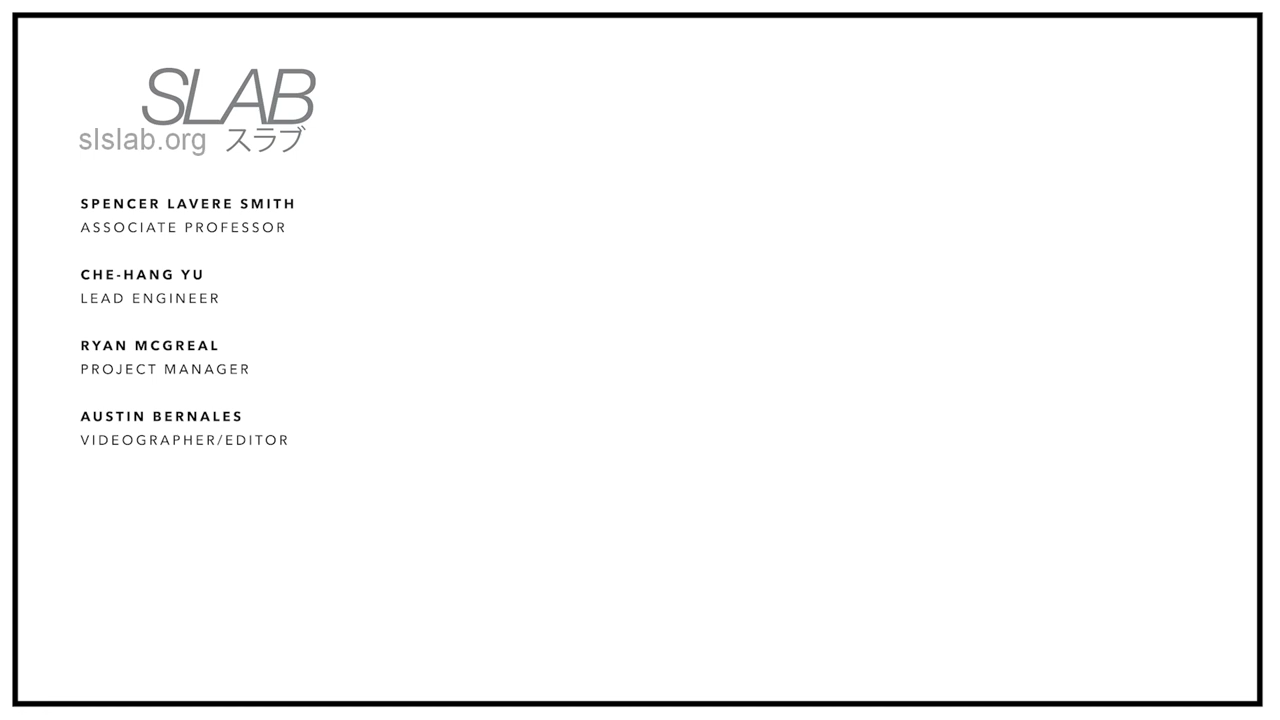 SLAB
slslab.org スラブ
SPENCER LAVERE SMITH
ASSOCIATE PROFESSOR
CHE-HANG YU
LEAD ENGINEER
RYAN MCGREAL
PROJECT MANAGER
AUSTIN BERNALES
VIDEOGRAPHER/EDITOR